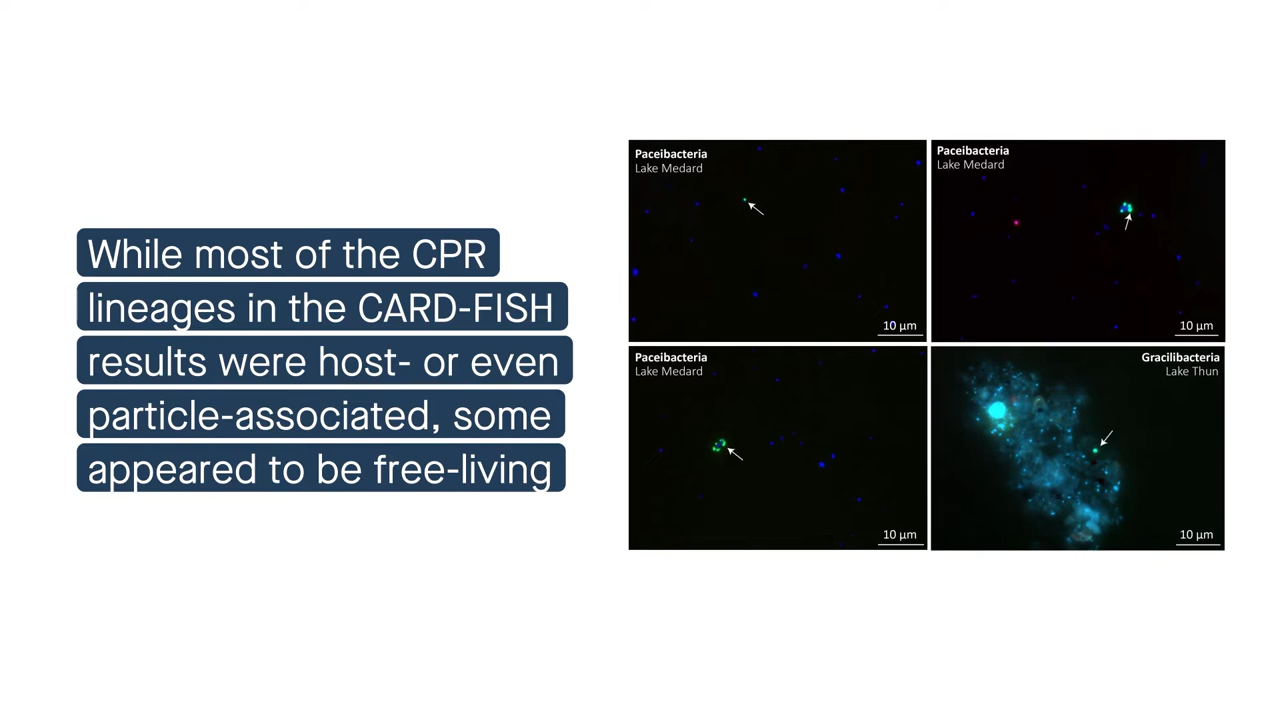 While most of the CPR
lineages in the CARD-FISH
results were host- or even
particle-associated, some
appeared to be free-living
Paceibacteria
Lake Medard
10 µm
Paceibacteria
Lake Medard
10 µm
Paceibacteria
Lake Medard
10 µm
Gracilibacteria
Lake Thun
10 µm